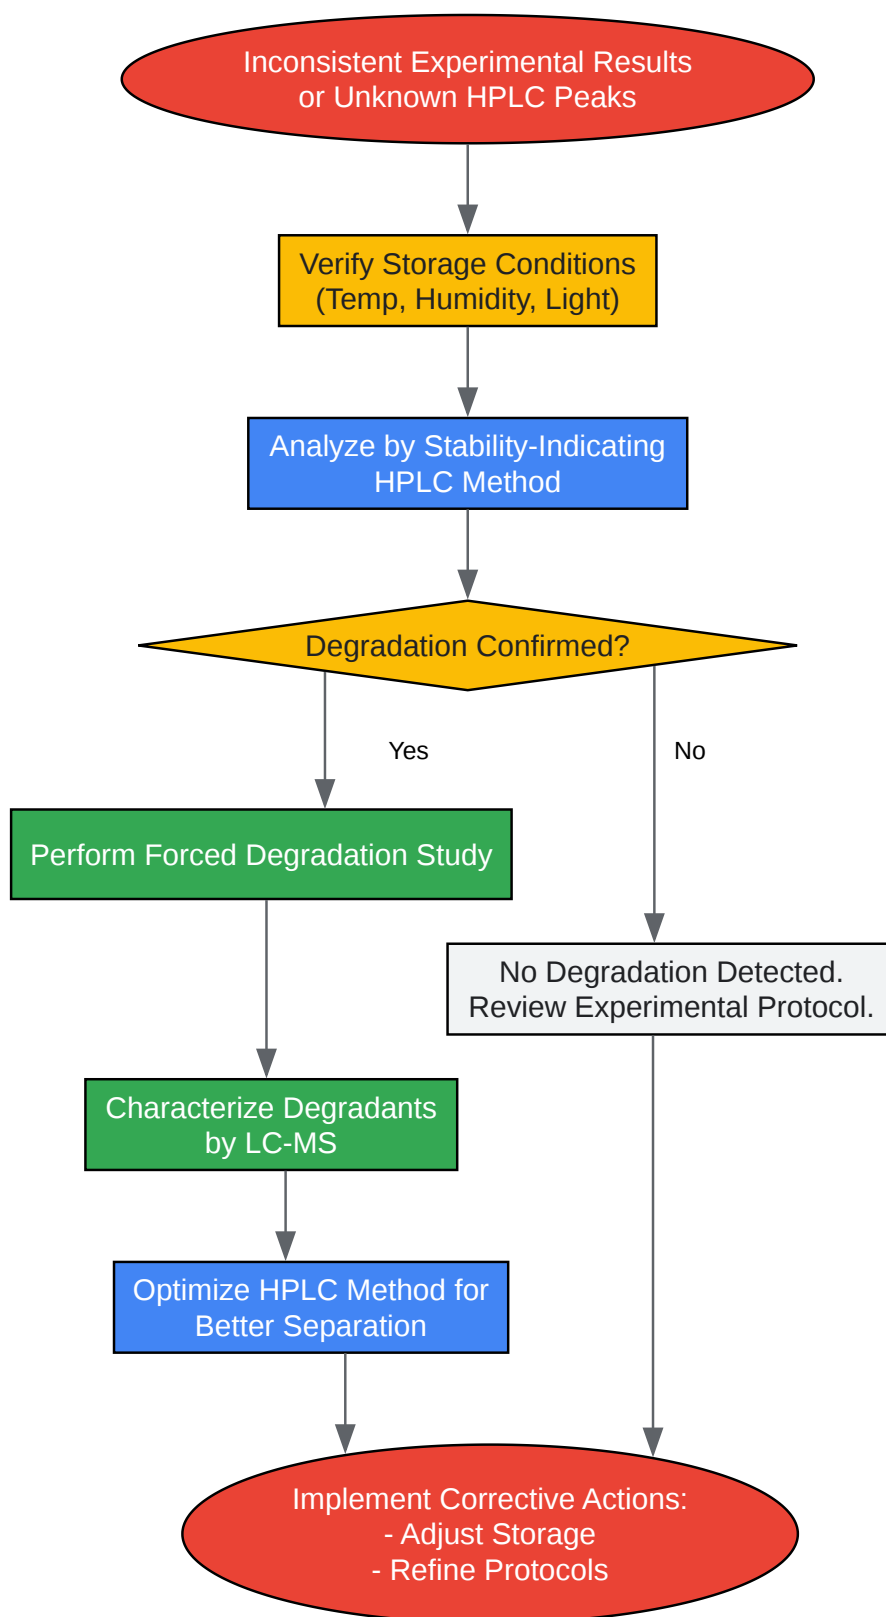 Inconsistent Experimental Results
or Unknown HPLC Peaks
Verify Storage Conditions
(Temp, Humidity, Light)
Analyze by Stability-Indicating
HPLC Method
Degradation Confirmed?
Yes
No
Perform Forced Degradation Study
No Degradation Detected.
Review Experimental Protocol.
Characterize Degradants
by LC-MS
Optimize HPLC Method for
Better Separation
Implement Corrective Actions:
- Adjust Storage
- Refine Protocols